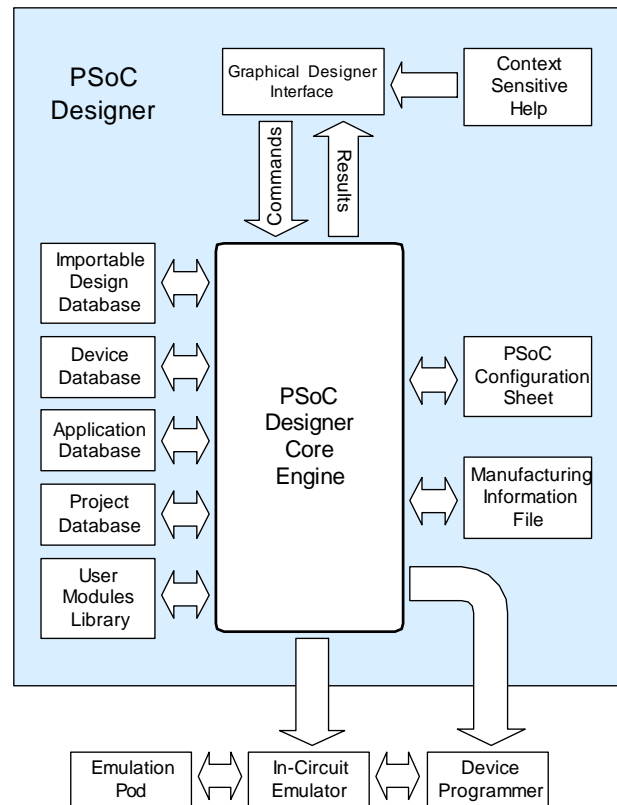 PSoC
Designer
Graphical Designer
Interface
Context
Sensitive
Help
Commands
Results
Importable
Design
Database
Device
Database
Application
Database
Project
Database
User
Modules
Library
PSoC
Designer
Core
Engine
PSoC
Configuration
Sheet
Manufacturing
Information
File
Emulation
Pod
In-Circuit
Emulator
Device
Programmer